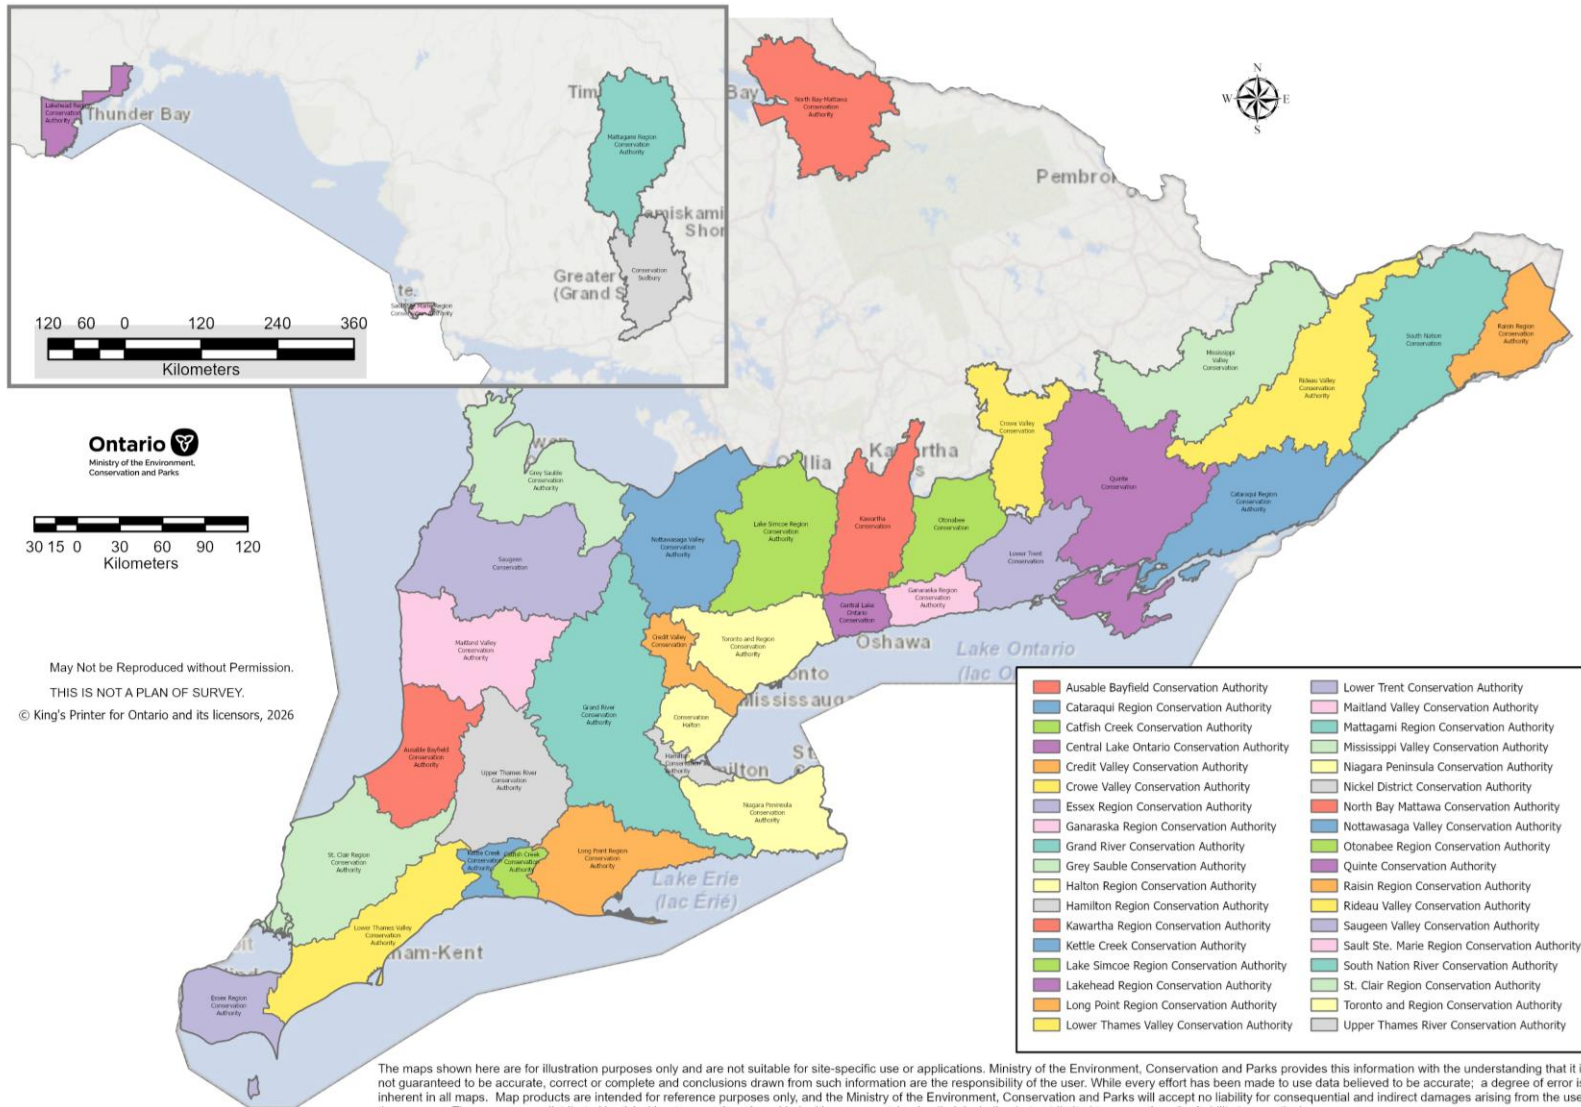 Thunder Bay
Lakehead Region
Conservation
Authority
Tim
Mattagami Region
Conservation
Authority
amiskami
Shor
Greater
(Grand S
y
Conservation
Sudbury
te.
120 60 0 120 240 360
Kilometers
Bay
North Bay-Mattawa
Conservation
Authority
N
W E
S
Pembro
Ontario
Ministry of the Environment,
Conservation and Parks
30 15 0 30 60 90 120
Kilometers
May Not be Reproduced without Permission.
THIS IS NOT A PLAN OF SURVEY.
© King's Printer for Ontario and its licensors, 2026
Mississippi
Valley
Conservation
Rideau Valley
Conservation
Authority
South Nation
Conservation
Raisin Region
Conservation
Authority
Crowe Valley
Conservation
Quinte
Conservation
Cataraqui Region
Conservation
Authority
Grey Sauble
Conservation
Authority
Saugeen
Conservation
Nottawasaga Valley
Conservation
Authority
Lake Simcoe Region
Conservation
Authority
Kawartha
Conservation
Otonabee
Conservation
Lower Trent
Conservation
Ganaraska Region
Conservation
Authority
Central Lake
Ontario
Conservation
Oshawa
Lake Ontario
Maitland Valley
Conservation
Authority
Credit Valley
Conservation
Toronto and Region
Conservation
Authority
onto
Mississauga
Grand River
Conservation
Authority
Conservation
Halton
milton
St.
Ausable Bayfield
Conservation
Authority
Upper Thames River
Conservation
Authority
Niagara Peninsula
Conservation
Authority
St. Clair Region
Conservation
Authority
Kettle Creek
Conservation
Authority
Catfish Creek
Conservation
Authority
Long Point Region
Conservation
Authority
Lake Erie
(lac Érié)
Lower Thames Valley
Conservation
Authority
ham-Kent
Essex Region
Conservation
Authority
Ausable Bayfield Conservation Authority
Cataraqui Region Conservation Authority
Catfish Creek Conservation Authority
Central Lake Ontario Conservation Authority
Credit Valley Conservation Authority
Crowe Valley Conservation Authority
Essex Region Conservation Authority
Ganaraska Region Conservation Authority
Grand River Conservation Authority
Grey Sauble Conservation Authority
Halton Region Conservation Authority
Hamilton Region Conservation Authority
Kawartha Region Conservation Authority
Kettle Creek Conservation Authority
Lake Simcoe Region Conservation Authority
Lakehead Region Conservation Authority
Long Point Region Conservation Authority
Lower Thames Valley Conservation Authority
Lower Trent Conservation Authority
Maitland Valley Conservation Authority
Mattagami Region Conservation Authority
Mississippi Valley Conservation Authority
Niagara Peninsula Conservation Authority
Nickel District Conservation Authority
North Bay Mattawa Conservation Authority
Nottawasaga Valley Conservation Authority
Otonabee Region Conservation Authority
Quinte Conservation Authority
Raisin Region Conservation Authority
Rideau Valley Conservation Authority
Saugeen Valley Conservation Authority
Sault Ste. Marie Region Conservation Authority
South Nation River Conservation Authority
St. Clair Region Conservation Authority
Toronto and Region Conservation Authority
Upper Thames River Conservation Authority
The maps shown here are for illustration purposes only and are not suitable for site-specific use or applications. Ministry of the Environment, Conservation and Parks provides this information with the understanding that it i
not guaranteed to be accurate, correct or complete and conclusions drawn from such information are the responsibility of the user. While every effort has been made to use data believed to be accurate; a degree of error is
inherent in all maps. Map products are intended for reference purposes only, and the Ministry of the Environment, Conservation and Parks will accept no liability for consequential and indirect damages arising from the use